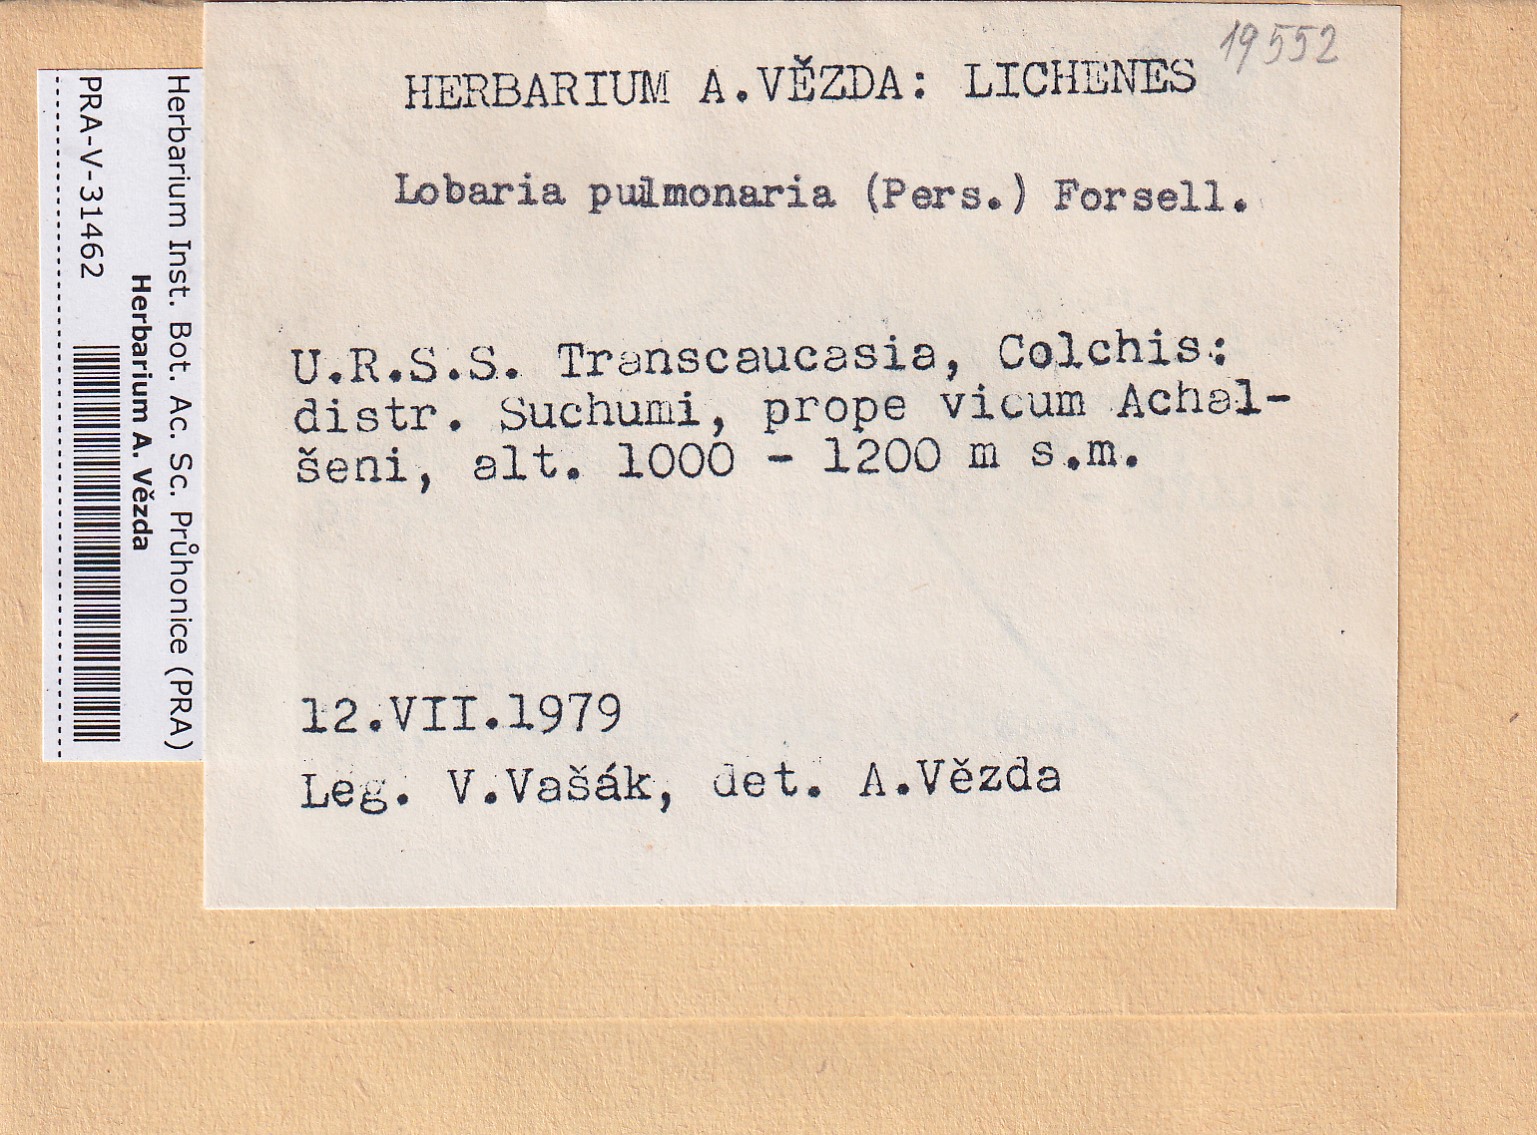 19552
HERBARIUM A.VĚZDA: LICHENES
Lobaria pulmonaria (Pers.) Forsell.
U.R.S.S. Transcaucasia, Colchis:
distr. Suchumi, prope vicum Achal-
šeni, alt. 1000 - 1200 m s.m.
12.VII.1979
Leg. V.Vašák, det. A.Vězda
Herbarium Inst. Bot. Ac. Sc. Průhonice (PRA)
Herbarium A. Vězda
PRA-V-31462